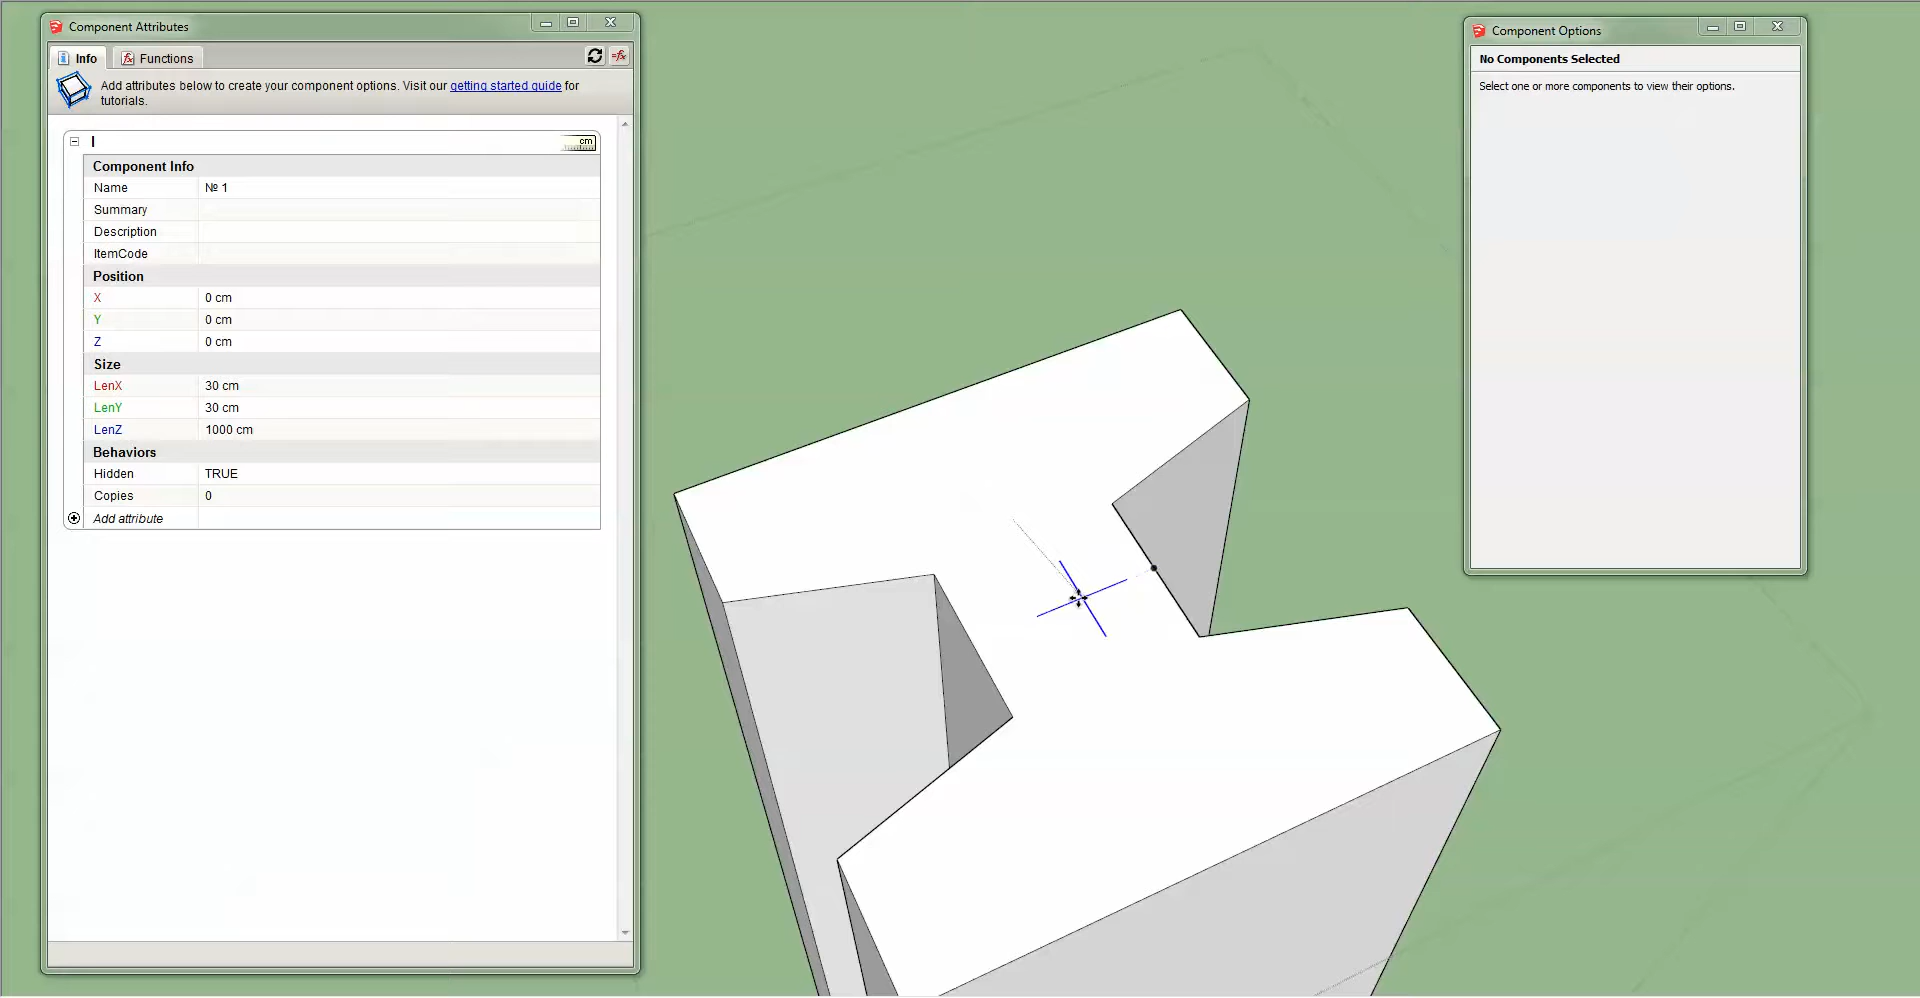 Component Attributes
Info
Functions
Add attributes below to create your component options. Visit our getting started guide for
tutorials.
I
cm
Component Info
Name № 1
Summary
Description
ItemCode
Position
X 0 cm
Y 0 cm
Z 0 cm
Size
LenX 30 cm
LenY 30 cm
LenZ 1000 cm
Behaviors
Hidden TRUE
Copies 0
Add attribute
Component Options
No Components Selected
Select one or more components to view their options.